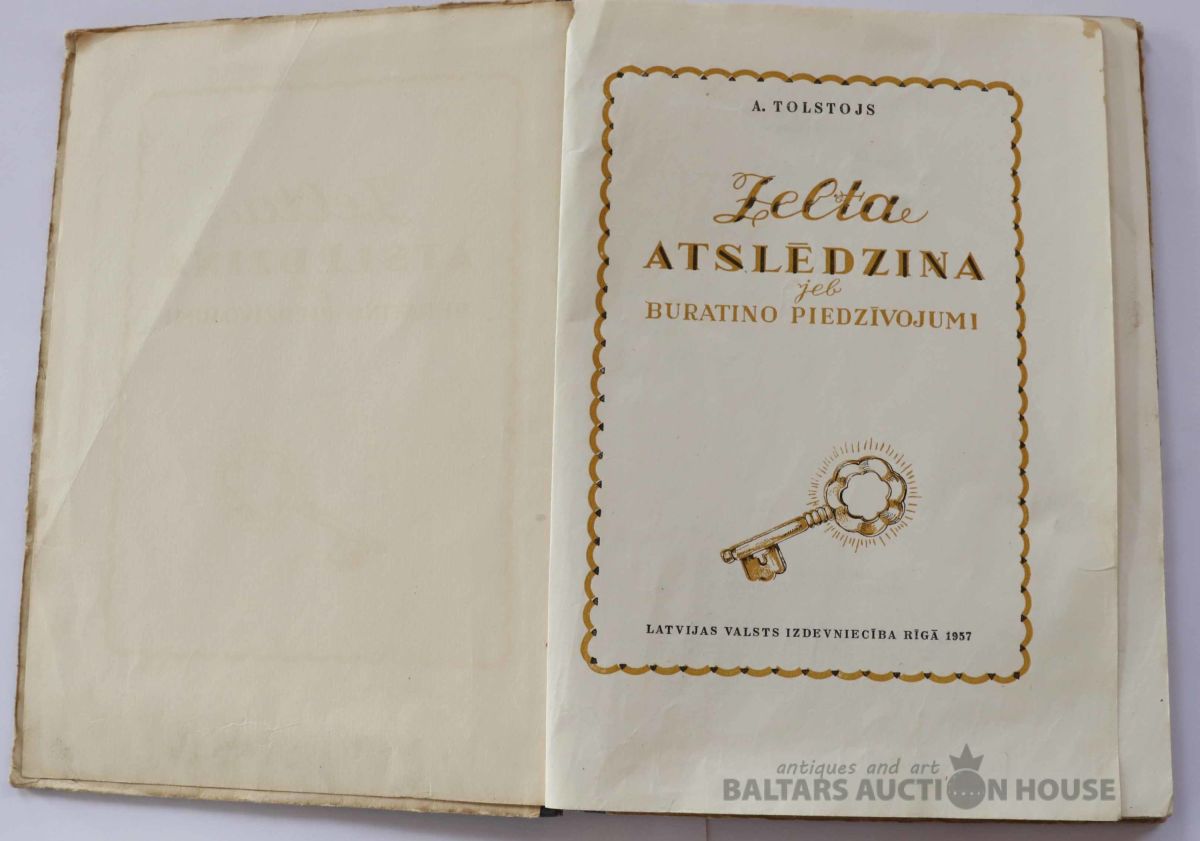 A. TOLSTOJS
Zelta
ATSLĒDZIŅA
jeb
BURATINO PIEDZĪVOJUMI
LATVIJAS VALSTS IZDEVNIECĪBA RĪGĀ 1957
antiques and art
BALTARS AUCTION HOUSE